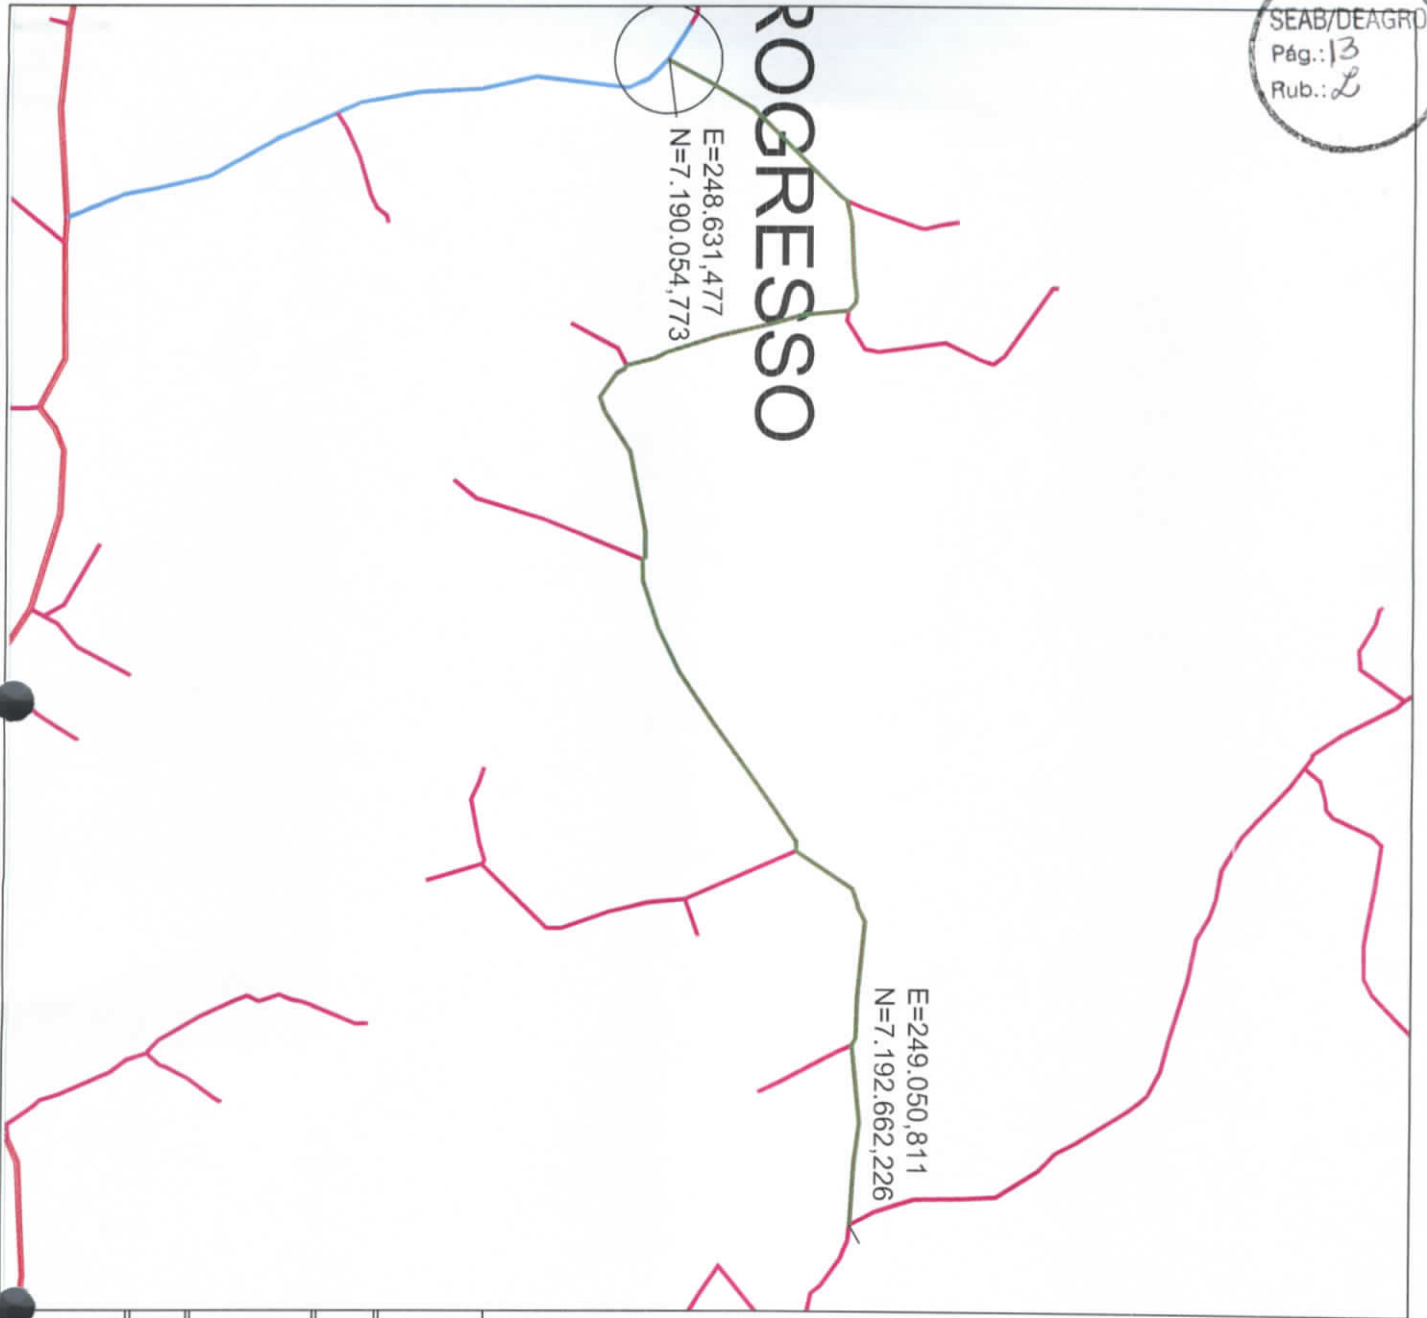 SEAB/DEAGRO
Pág.:13
Rub.:
ROGRESSO
E=248.631,477
N=7.190.054,773
E=249.050,811
N=7.192.662,226